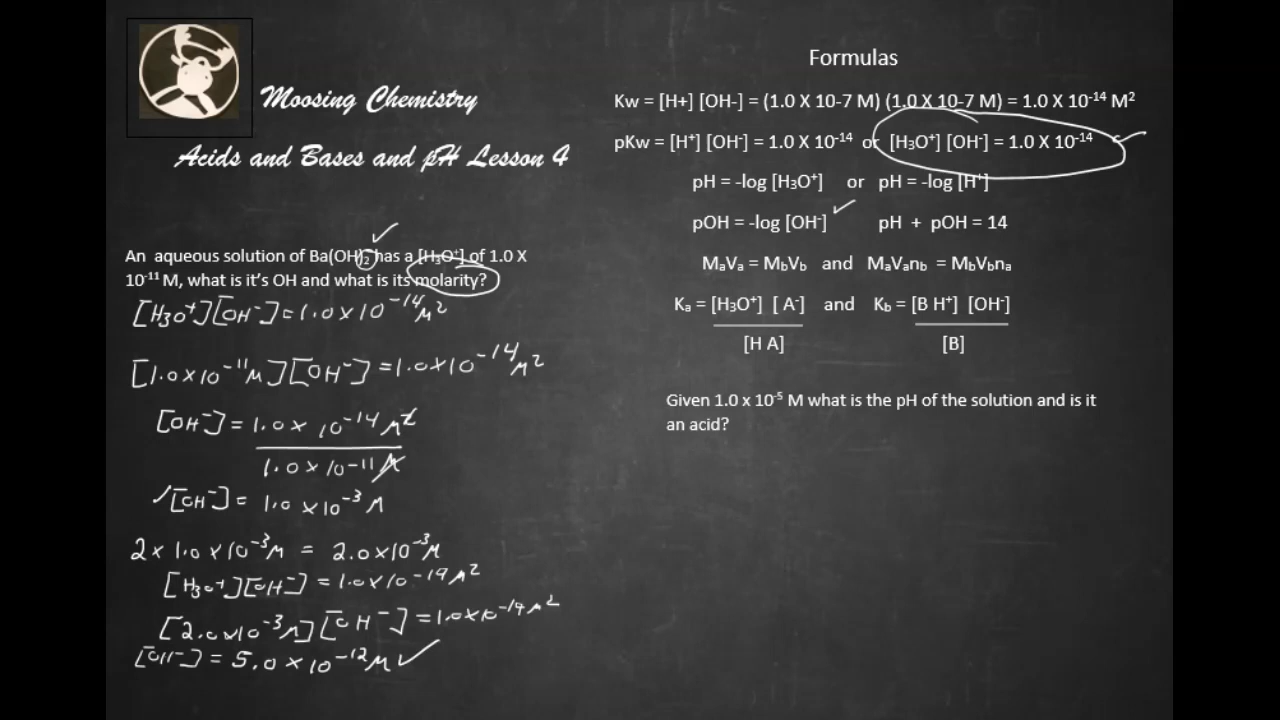 Moosing Chemistry
Acids and Bases and pH Lesson 4
An aqueous solution of Ba(OH)₂ has a [H₃O⁺] of 1.0 X
10⁻¹¹ M, what is it's OH and what is its molarity?
[H₃O⁺][OH⁻] = 1.0 x 10⁻¹⁴ M²
[1.0 x 10⁻¹¹ M][OH⁻] = 1.0 x 10⁻¹⁴ M²
[OH⁻] = 1.0 x 10⁻¹⁴ M²
1.0 x 10⁻¹¹ M
✓[OH⁻] = 1.0 x 10⁻³ M
2 x 1.0 x 10⁻³ M = 2.0 x 10⁻³ M
[H₃O⁺][OH⁻] = 1.0 x 10⁻¹⁴ M²
[2.0 x 10⁻³ M][OH⁻] = 1.0 x 10⁻¹⁴ M²
[OH⁻] = 5.0 x 10⁻¹² M ✓
Formulas
Kw = [H+] [OH-] = (1.0 X 10-7 M) (1.0 X 10-7 M) = 1.0 X 10⁻¹⁴ M²
pKw = [H⁺] [OH⁻] = 1.0 X 10⁻¹⁴ or [H₃O⁺] [OH⁻] = 1.0 X 10⁻¹⁴
pH = -log [H₃O⁺] or pH = -log [H⁺]
pOH = -log [OH⁻] ✓ pH + pOH = 14
MₐVₐ = M_bV_b and MₐVₐn_b = M_bV_bnₐ
Kₐ = [H₃O⁺] [ A⁻] and K_b = [B H⁺] [OH⁻]
[H A] [B]
Given 1.0 x 10⁻⁵ M what is the pH of the solution and is it
an acid?